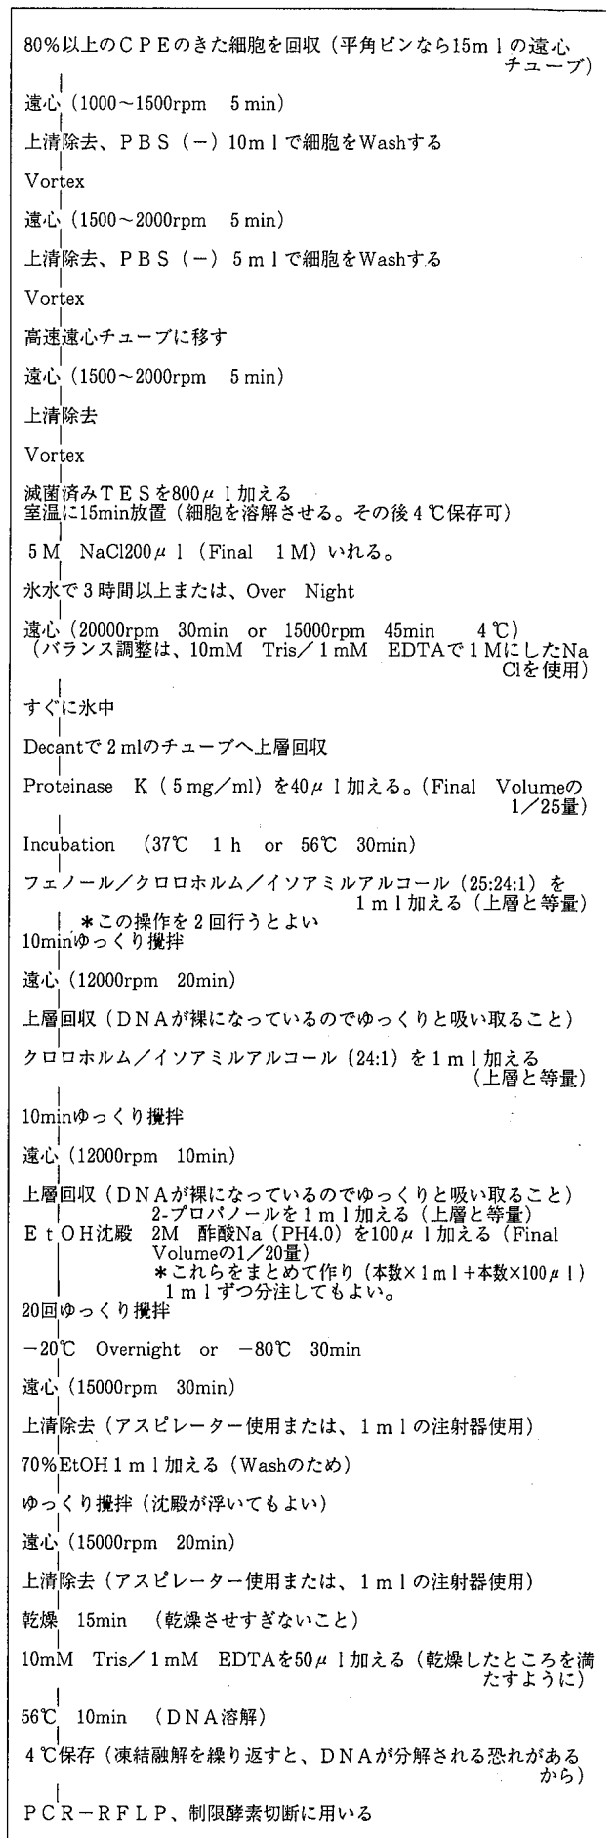 80%以上のＣＰＥのきた細胞を回収（平角ビンなら15mlの遠心
チューブ）
遠心（1000～1500rpm　5min）
上清除去、ＰＢＳ（－）10mlで細胞をWashする
Vortex
遠心（1500～2000rpm　5min）
上清除去、ＰＢＳ（－）5mlで細胞をWashする
Vortex
高速遠心チューブに移す
遠心（1500～2000rpm　5min）
上清除去
Vortex
滅菌済みＴＥＳを800μl加える
室温に15min放置（細胞を溶解させる。その後4℃保存可）
5M　NaCl200μl（Final　1M）いれる。
氷水で3時間以上または、Over　Night
遠心（20000rpm　30min　or　15000rpm　45min　4℃）
（バランス調整は、10mM　Tris／1mM　EDTAで1MにしたNa
Clを使用）
すぐに氷中
Decantで2mlのチューブへ上層回収
Proteinase　K（5mg／ml）を40μl加える。（Final　Volumeの
1／25量）
Incubation　（37℃　1h　or　56℃　30min）
フェノール／クロロホルム／イソアミルアルコール（25:24:1）を
1ml加える（上層と等量）
＊この操作を2回行うとよい
10minゆっくり攪拌
遠心（12000rpm　20min）
上層回収（ＤＮＡが裸になっているのでゆっくりと吸い取ること）
クロロホルム／イソアミルアルコール（24:1）を1ml加える
（上層と等量）
10minゆっくり攪拌
遠心（12000rpm　10min）
上層回収（ＤＮＡが裸になっているのでゆっくりと吸い取ること）
2-プロパノールを1ml加える（上層と等量）
ＥｔＯＨ沈殿　2M　酢酸Na（PH4.0）を100μl加える（Final
Volumeの1／20量）
＊これらをまとめて作り（本数×1ml＋本数×100μl）
1mlずつ分注してもよい。
20回ゆっくり攪拌
－20℃　Overnight　or　－80℃　30min
遠心（15000rpm　30min）
上清除去（アスピレーター使用または、1mlの注射器使用）
70%EtOH1ml加える（Washのため）
ゆっくり攪拌（沈殿が浮いてもよい）
遠心（15000rpm　20min）
上清除去（アスピレーター使用または、1mlの注射器使用）
乾燥　15min　（乾燥させすぎないこと）
10mM　Tris／1mM　EDTAを50μl加える（乾燥したところを満
たすように）
56℃　10min　（ＤＮＡ溶解）
4℃保存（凍結融解を繰り返すと、ＤＮＡが分解される恐れがある
から）
ＰＣＲ－ＲＦＬＰ、制限酵素切断に用いる